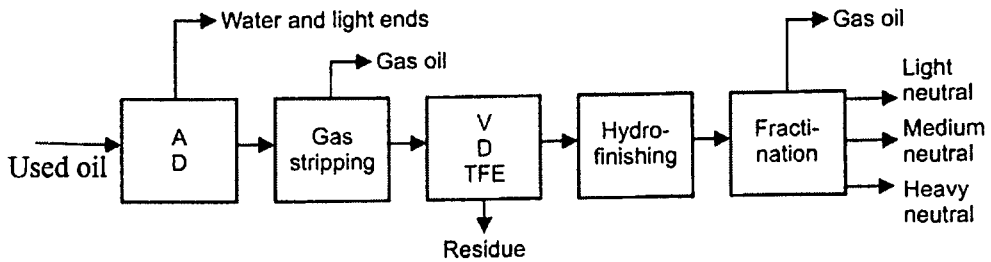 Water and light ends
Gas oil
Gas oil
Light
neutral
Medium
neutral
Heavy
neutral
Used oil
A
D
Gas
stripping
V
D
TFE
Hydro-
finishing
Fracti-
nation
Residue